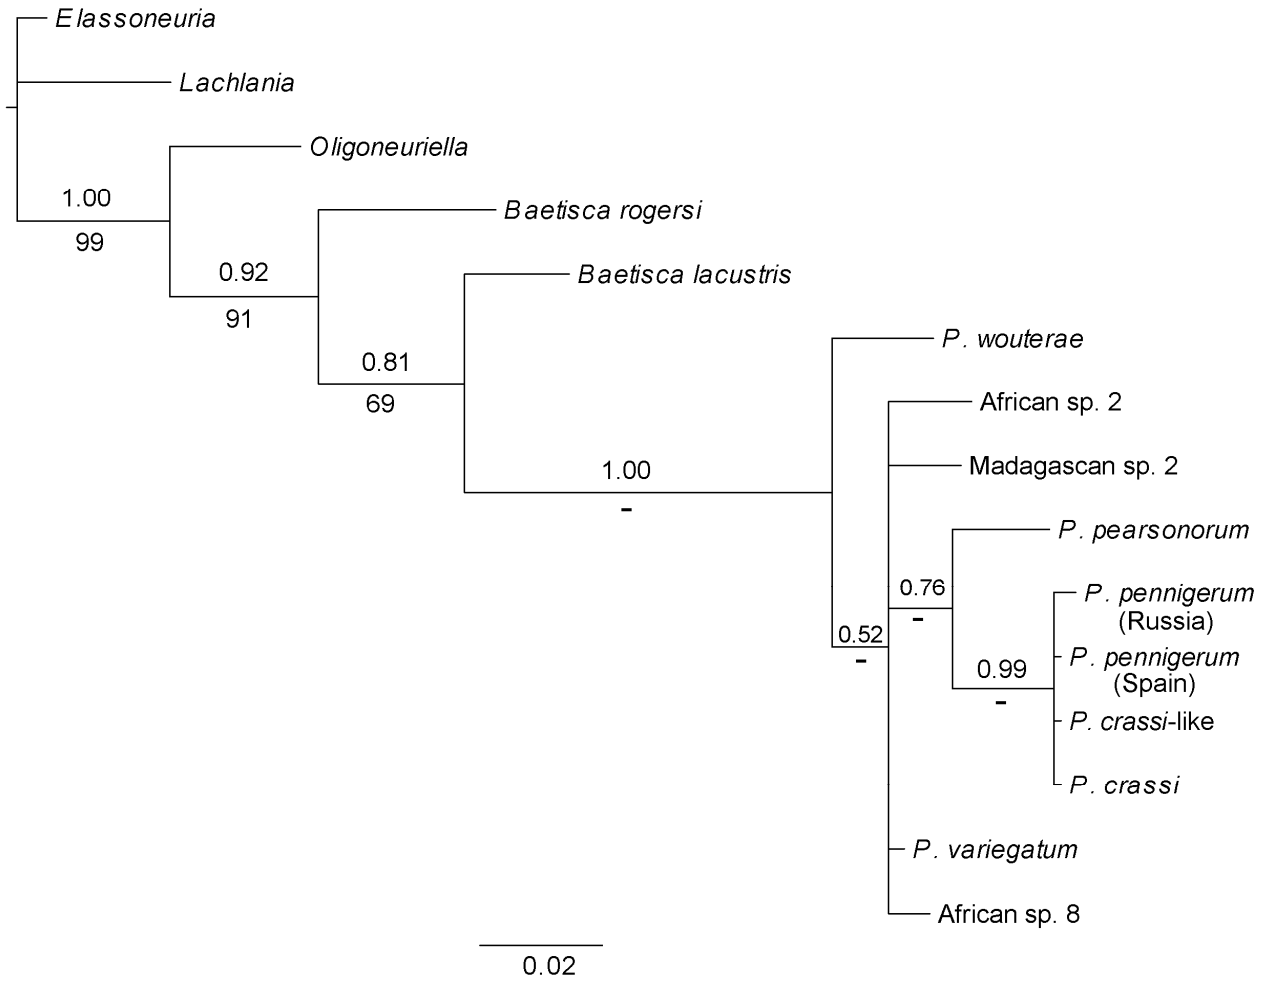 Elassoneuria
Lachlania
Oligoneuriella
1.00
Baetisca rogersi
99
0.92
Baetisca lacustris
91
P. wouterae
0.81
African sp. 2
69
Madagascan sp. 2
1.00
-
P. pearsonorum
0.76
P. pennigerum
(Russia)
-
0.52
P. pennigerum
-
0.99
(Spain)
-
P. crassi-like
P. crassi
P. variegatum
African sp. 8
0.02